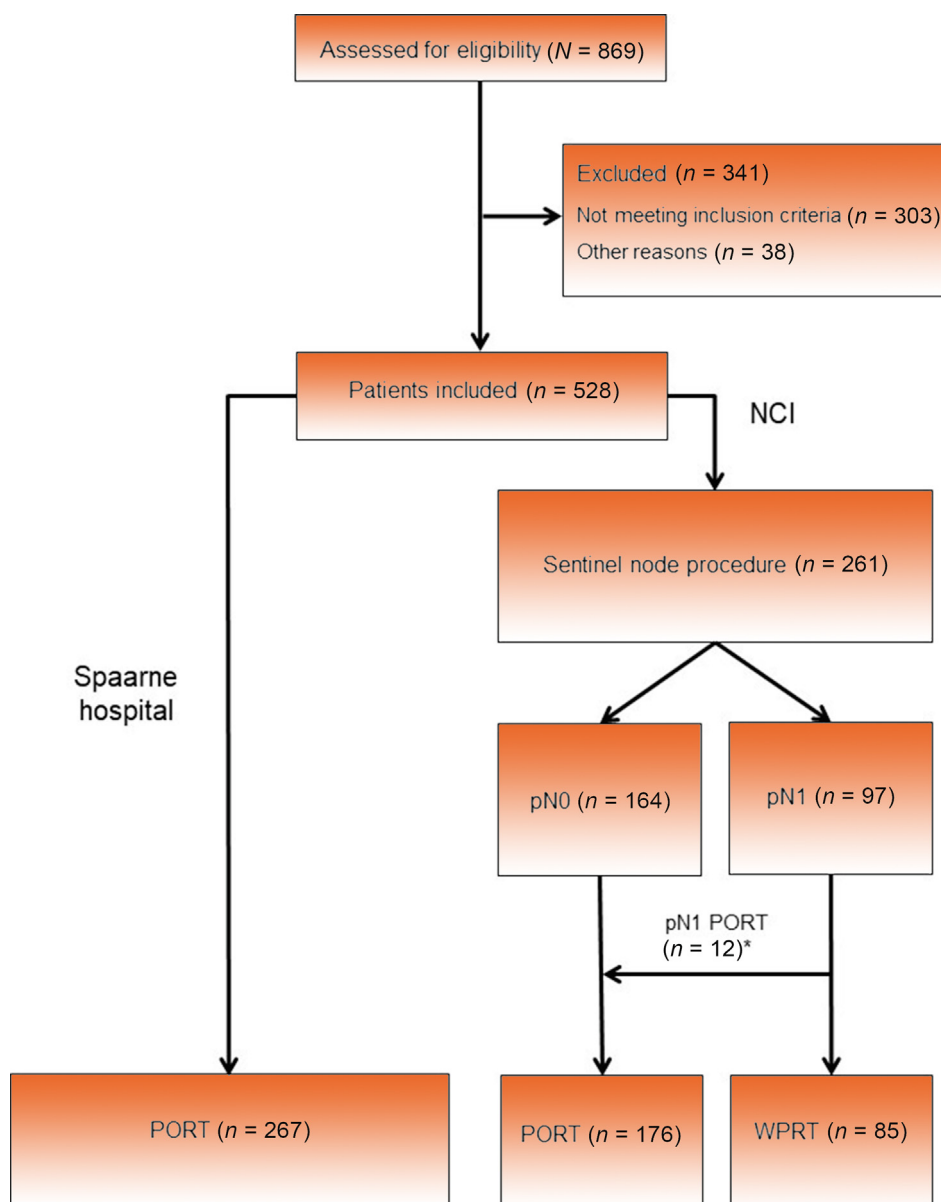 Assessed for eligibility (N = 869)
Excluded (n = 341)
Not meeting inclusion criteria (n = 303)
Other reasons (n = 38)
Patients included (n = 528)
NCI
Sentinel node procedure (n = 261)
Spaarne
hospital
pN0 (n = 164)
pN1 (n = 97)
pN1 PORT
(n = 12)*
PORT (n = 267)
PORT (n = 176)
WPRT (n = 85)